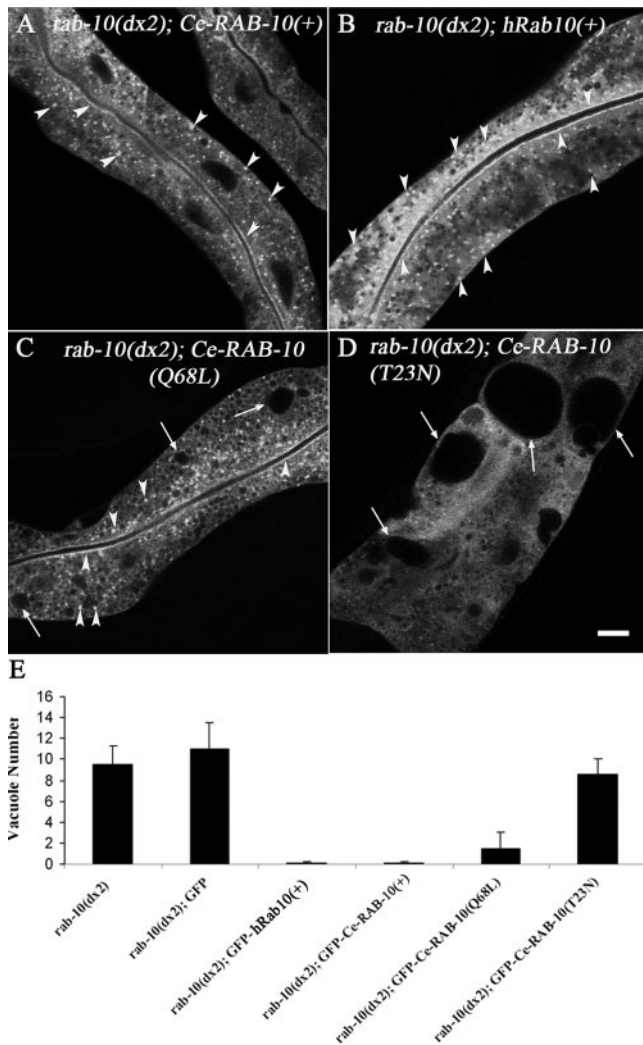 A rab-10(dx2); Ce-RAB-10(+)
B rab-10(dx2); hRab10(+)
C rab-10(dx2); Ce-RAB-10
(Q68L)
D rab-10(dx2); Ce-RAB-10
(T23N)
E
Vacuole Number
16
14
12
10
8
6
4
2
0
rab-10(dx2)
rab-10(dx2); GFP
rab-10(dx2); GFP-hRab10(+)
rab-10(dx2); GFP-Ce-RAB-10(+)
rab-10(dx2); GFP-Ce-RAB-10(Q68L)
rab-10(dx2); GFP-Ce-RAB-10(T23N)